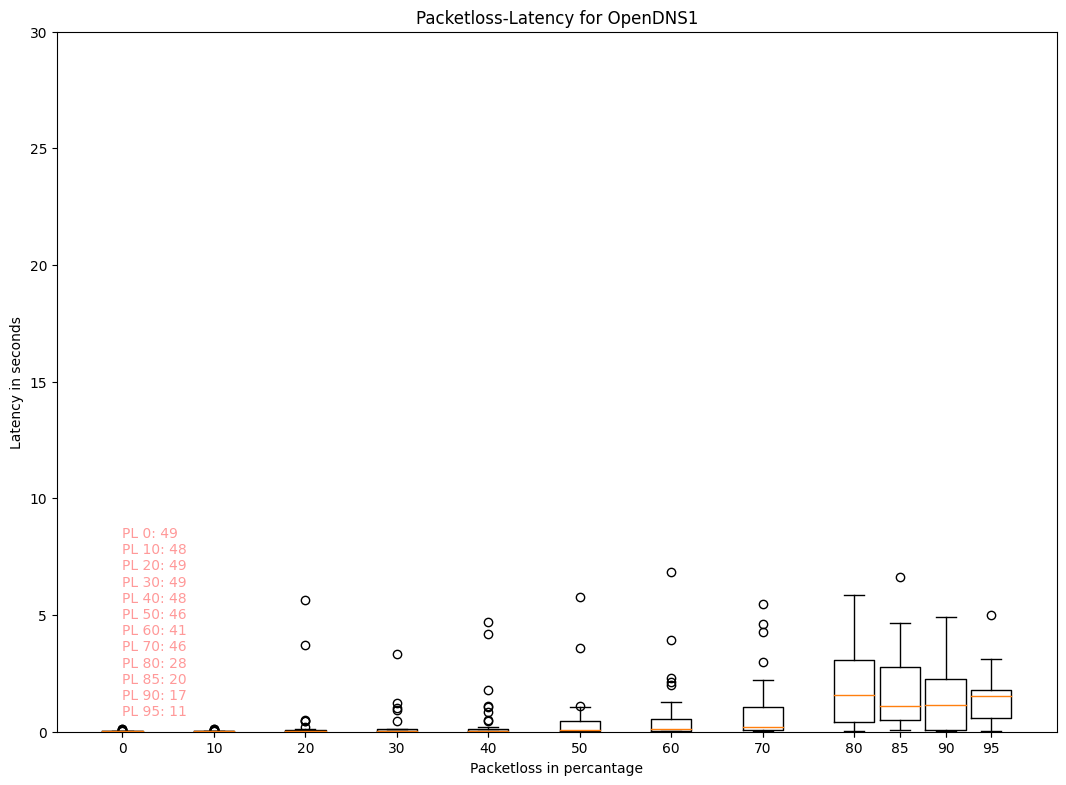 Packetloss-Latency for OpenDNS1
30
25
20
15
10
5
0
Latency in seconds
PL 0: 49
PL 10: 48
PL 20: 49
PL 30: 49
PL 40: 48
PL 50: 46
PL 60: 41
PL 70: 46
PL 80: 28
PL 85: 20
PL 90: 17
PL 95: 11
0 10 20 30 40 50 60 70 80 85 90 95
Packetloss in percantage